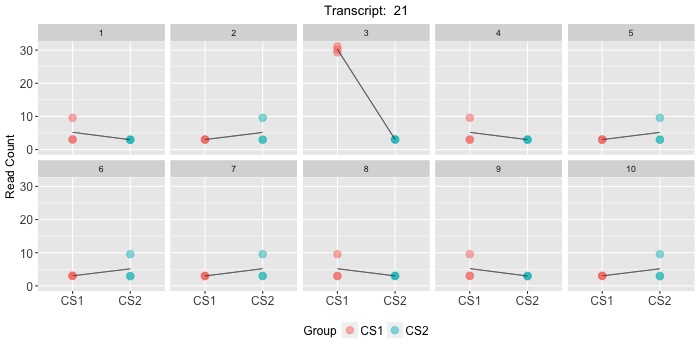 Transcript: 21
1 2 3 4 5
30
20
10
0
Read Count
6 7 8 9 10
30
20
10
0
CS1 CS2 CS1 CS2 CS1 CS2 CS1 CS2 CS1 CS2
Group CS1 CS2